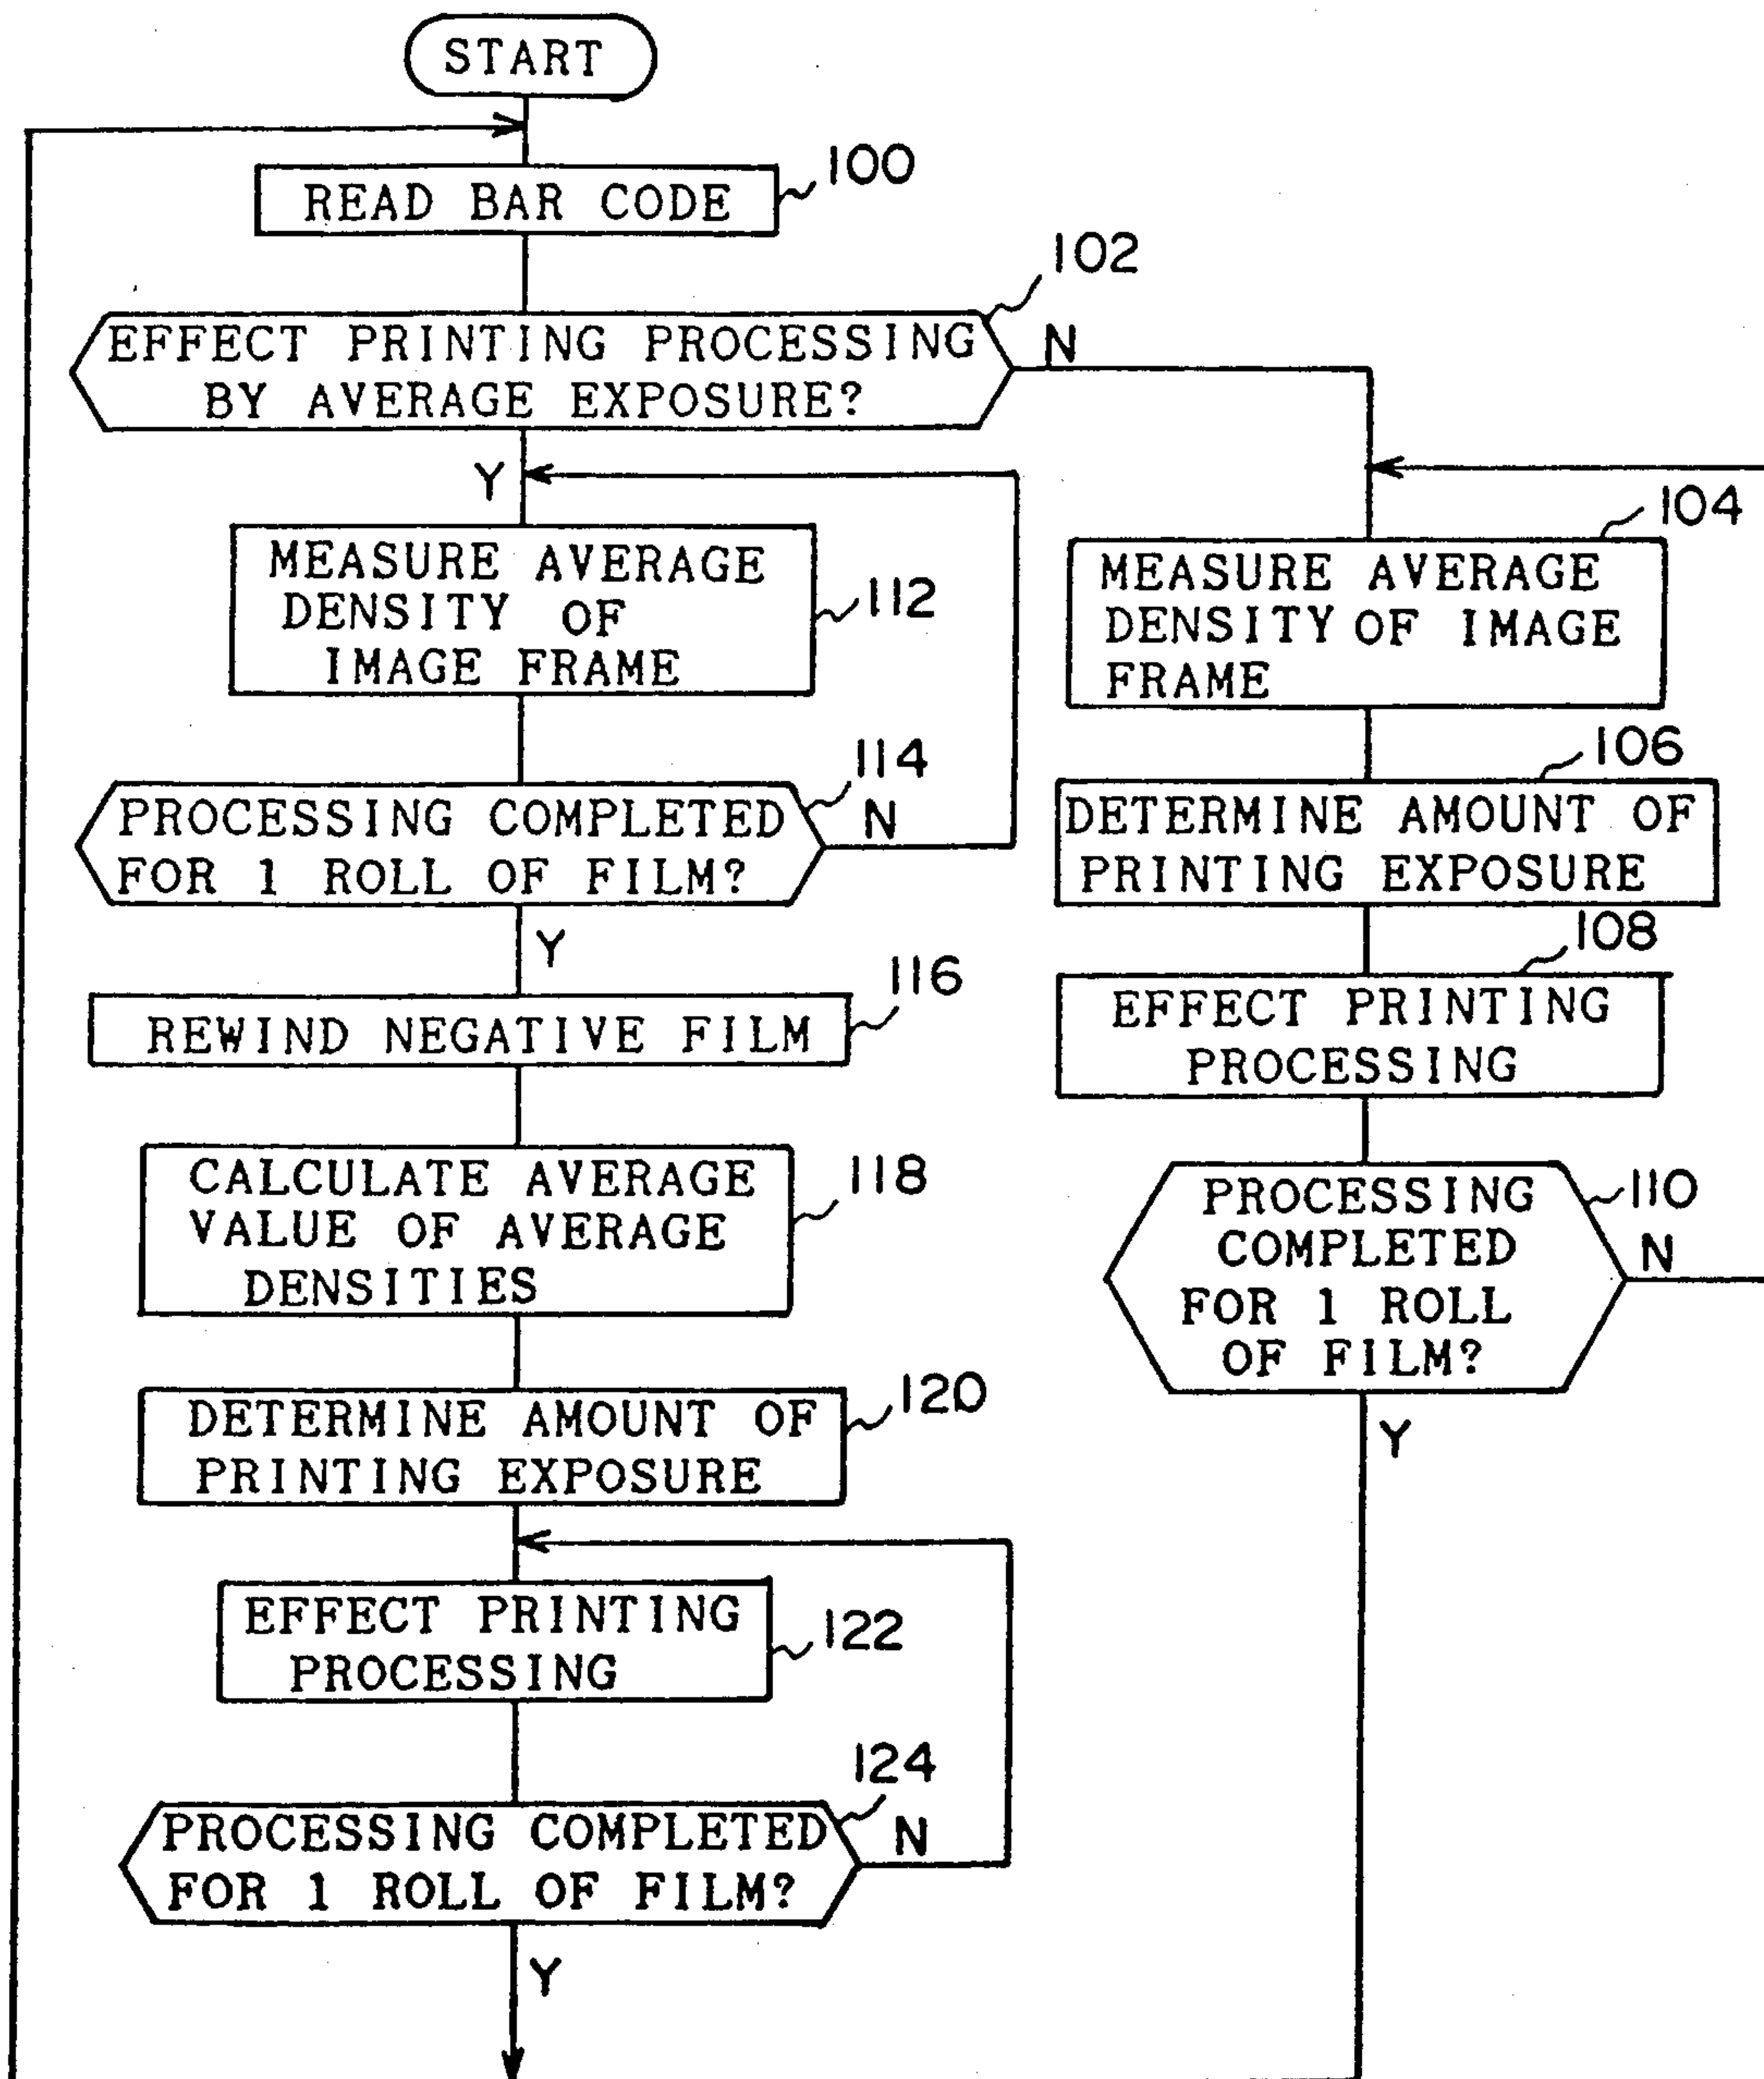 START
READ BAR CODE
100
EFFECT PRINTING PROCESSING
BY AVERAGE EXPOSURE?
102
N
Y
MEASURE AVERAGE
DENSITY OF
IMAGE FRAME
112
PROCESSING COMPLETED
FOR 1 ROLL OF FILM?
114
N
Y
REWIND NEGATIVE FILM
116
CALCULATE AVERAGE
VALUE OF AVERAGE
DENSITIES
118
DETERMINE AMOUNT OF
PRINTING EXPOSURE
120
EFFECT PRINTING
PROCESSING
122
PROCESSING COMPLETED
FOR 1 ROLL OF FILM?
124
N
Y
104
MEASURE AVERAGE
DENSITY OF IMAGE
FRAME
106
DETERMINE AMOUNT OF
PRINTING EXPOSURE
108
EFFECT PRINTING
PROCESSING
110
PROCESSING
COMPLETED
FOR 1 ROLL
OF FILM?
N
Y